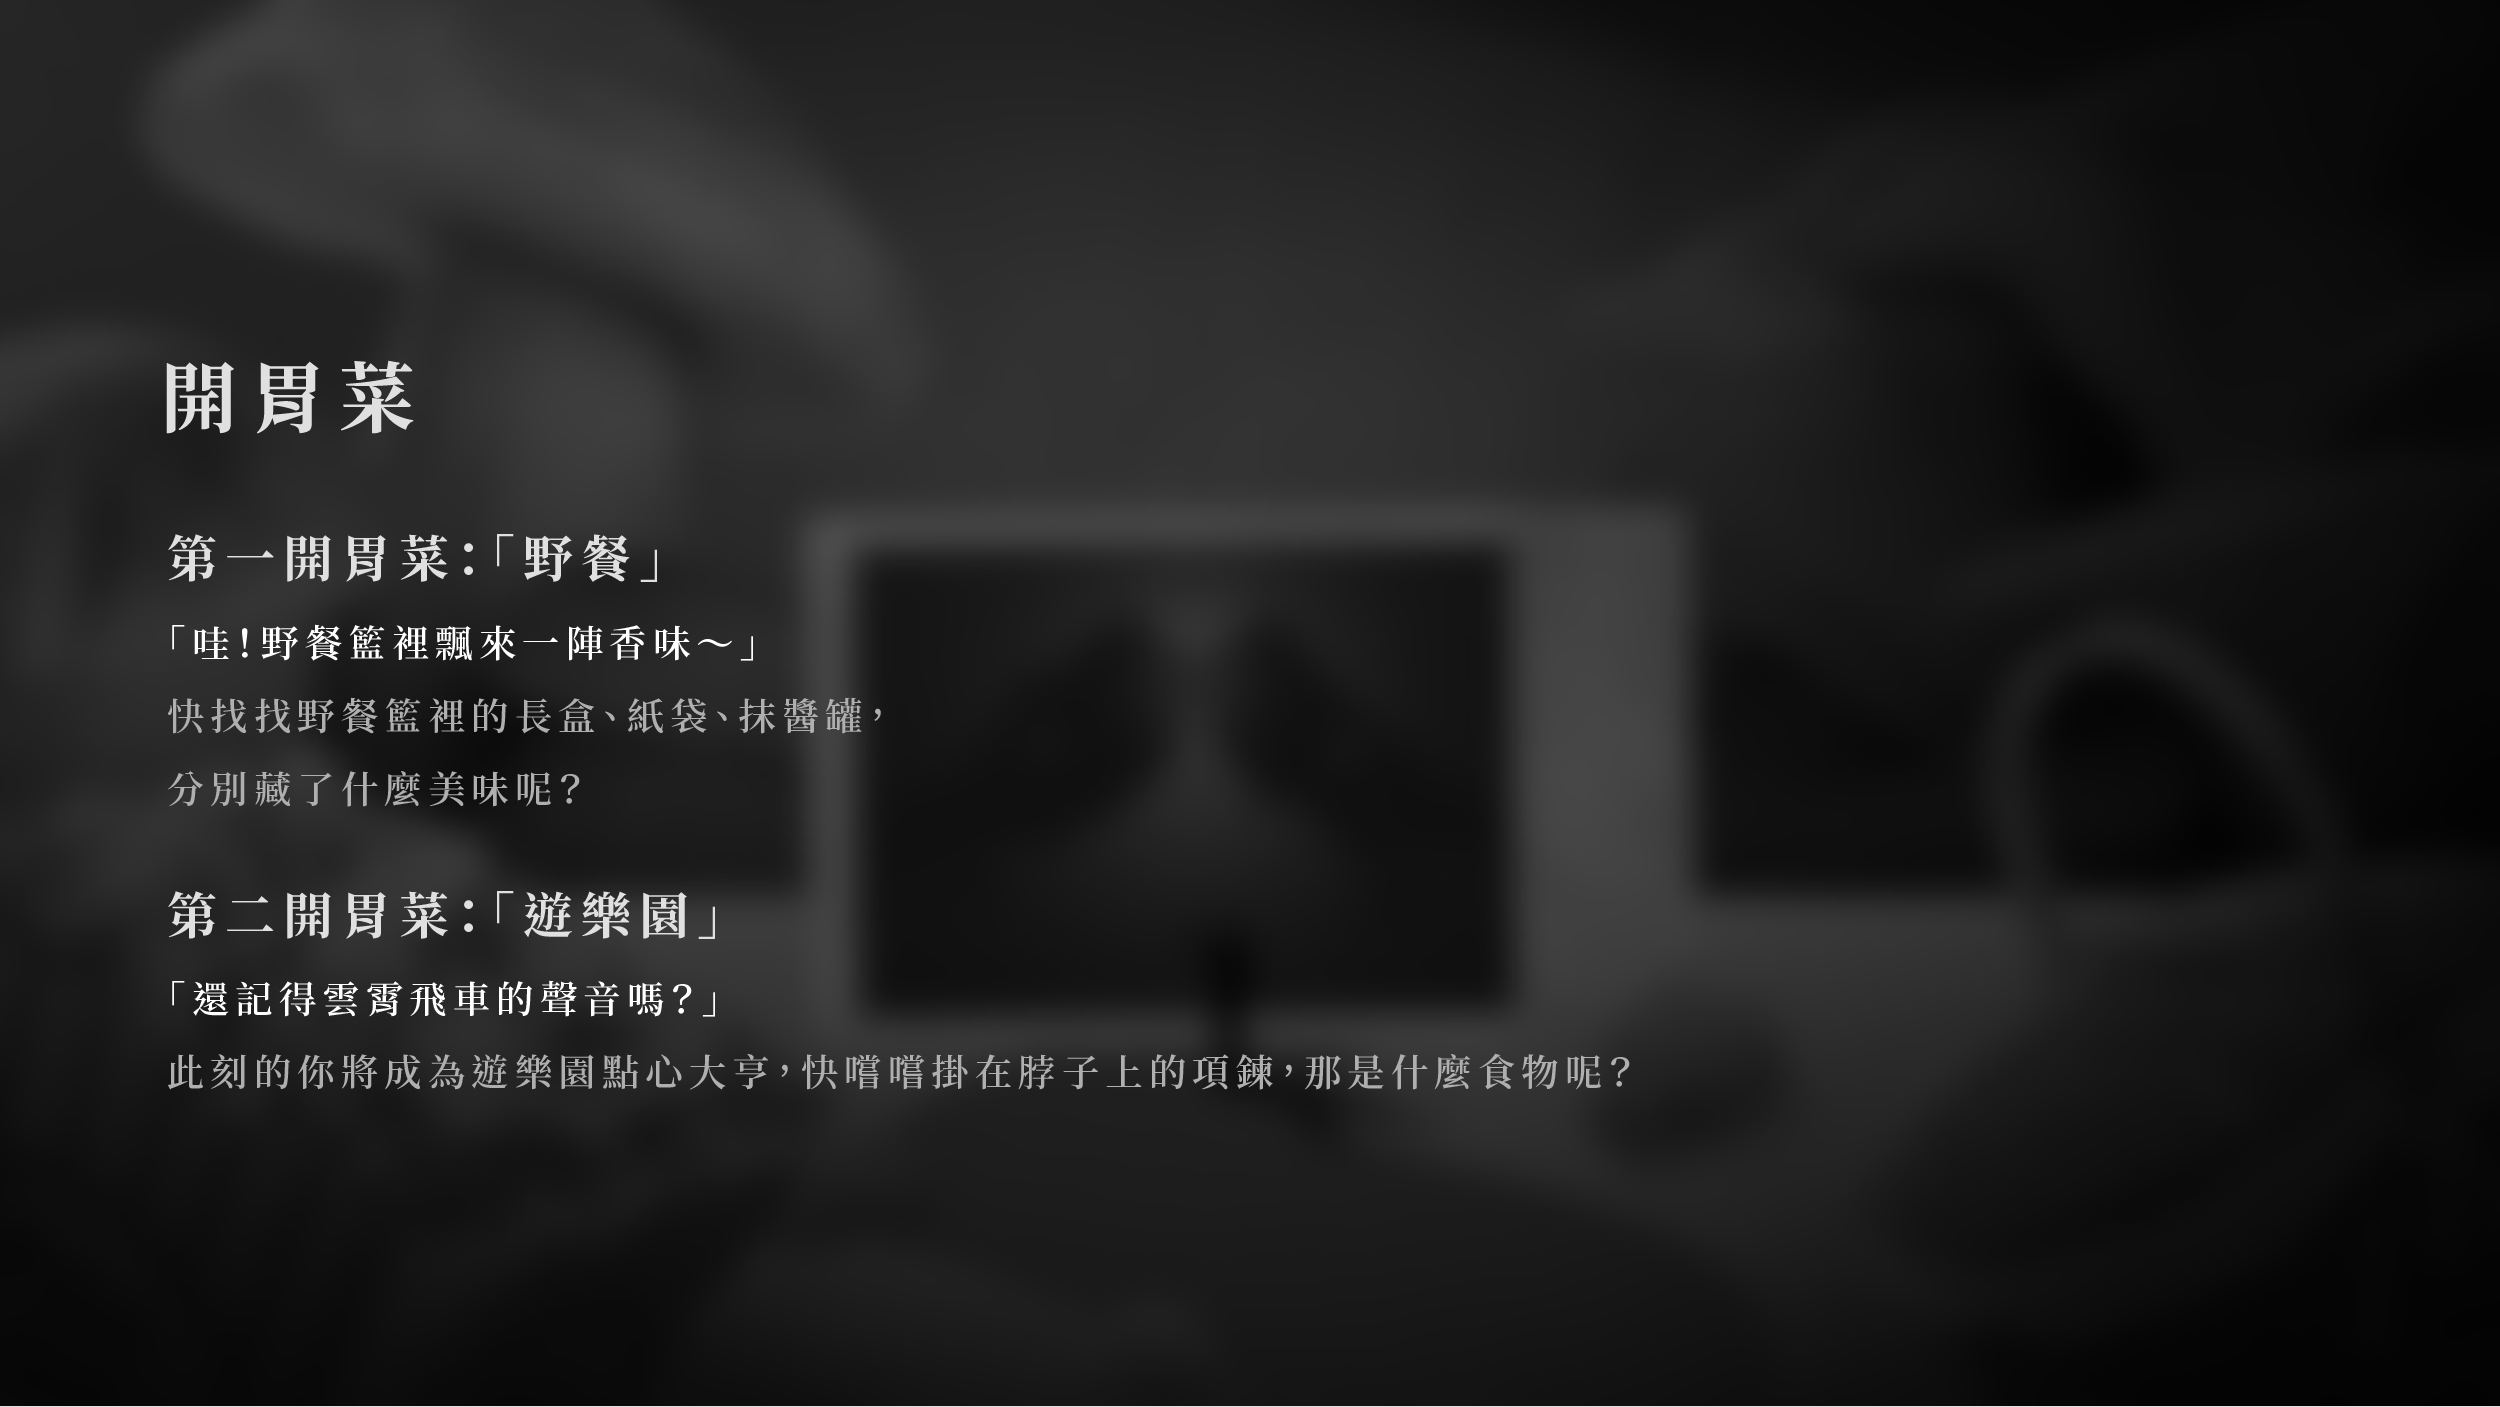 開胃菜
第一開胃菜：「野餐」
「哇！野餐籃裡飄來一陣香味～」
快找找野餐籃裡的長盒、紙袋、抹醬罐，
分別藏了什麼美味呢？
第二開胃菜：「遊樂園」
「還記得雲霄飛車的聲音嗎？」
此刻的你將成為遊樂園點心大亨，快嚐嚐掛在脖子上的項鍊，那是什麼食物呢？